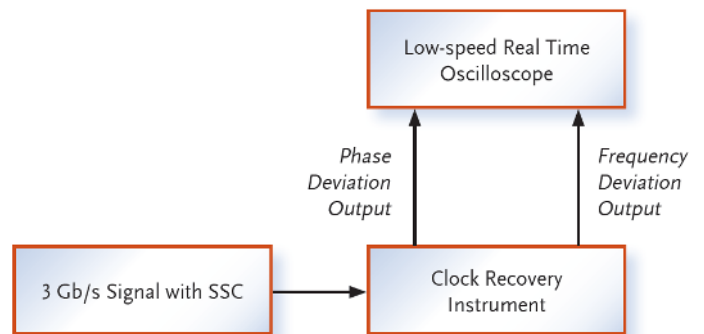 Low-speed Real Time
Oscilloscope
Phase
Deviation
Output
Frequency
Deviation
Output
3 Gb/s Signal with SSC
Clock Recovery
Instrument